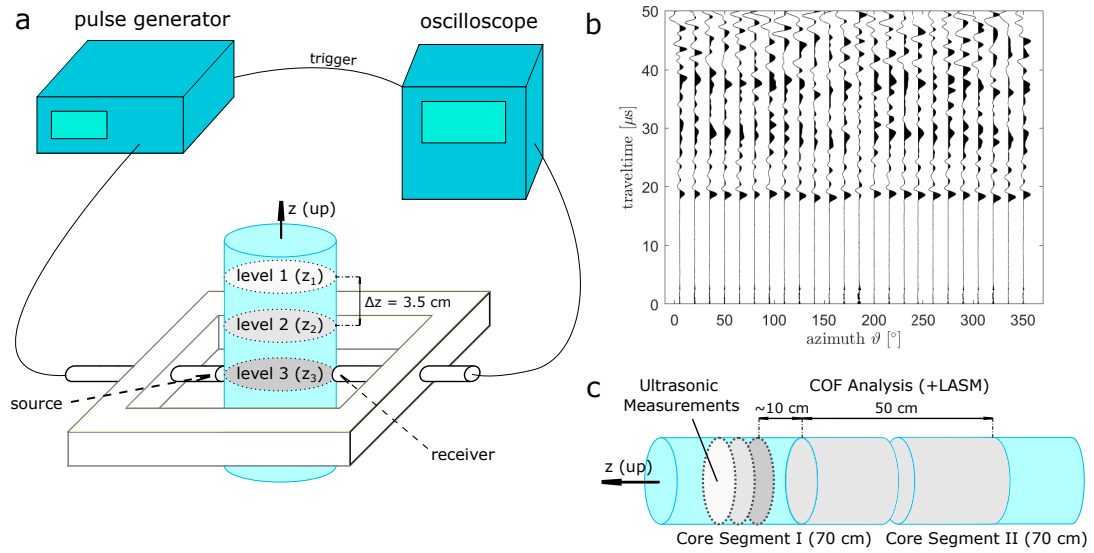 a
pulse generator
oscilloscope
trigger
z (up)
level 1 (z₁)
Δz = 3.5 cm
level 2 (z₂)
level 3 (z₃)
source
receiver
b
traveltime [μs]
50
40
30
20
10
0
0 50 100 150 200 250 300 350
azimuth ϑ [°]
c
Ultrasonic
Measurements
COF Analysis (+LASM)
~10 cm
50 cm
z (up)
Core Segment I (70 cm)
Core Segment II (70 cm)